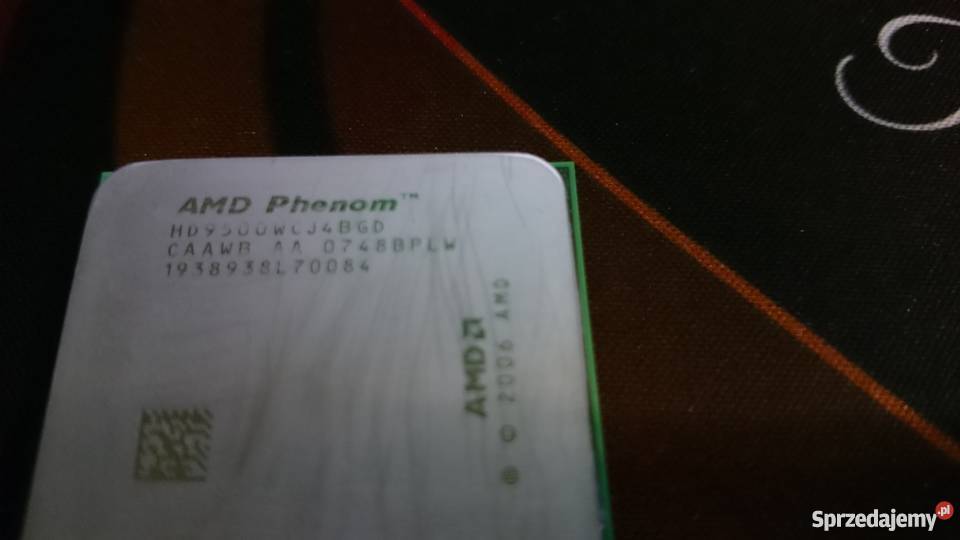 AMD Phenom™
HD9500WCJ4BGD
CAAWB AA 0748BPLW
1938938L70084
AMD
© 2006 AMD
Sprzedajemy.pl